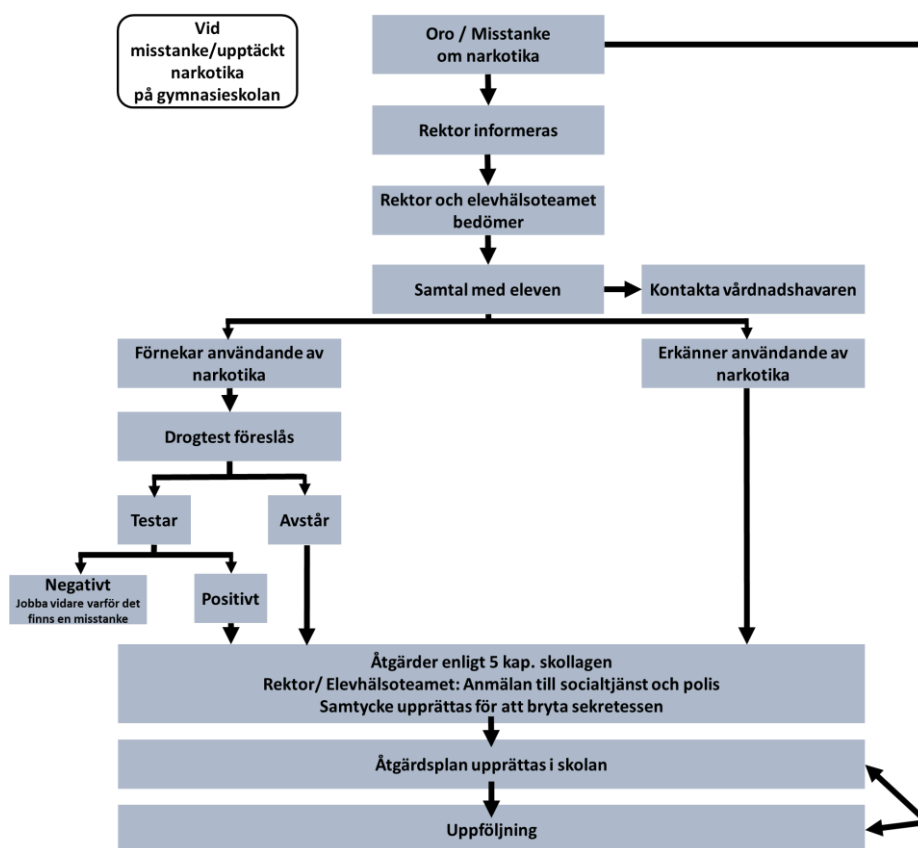 Vid
misstanke/upptäckt
narkotika
på gymnasieskolan
Oro / Misstanke
om narkotika
Rektor informeras
Rektor och elevhälsoteamet
bedömer
Samtal med eleven
Kontakta vårdnadshavaren
Förnekar användande av
narkotika
Erkänner användande av
narkotika
Drogtest föreslås
Testar
Avstår
Negativt
Jobba vidare varför det
finns en misstanke
Positivt
Åtgärder enligt 5 kap. skollagen
Rektor/ Elevhälsoteamet: Anmälan till socialtjänst och polis
Samtycke upprättas för att bryta sekretessen
Åtgärdsplan upprättas i skolan
Uppföljning